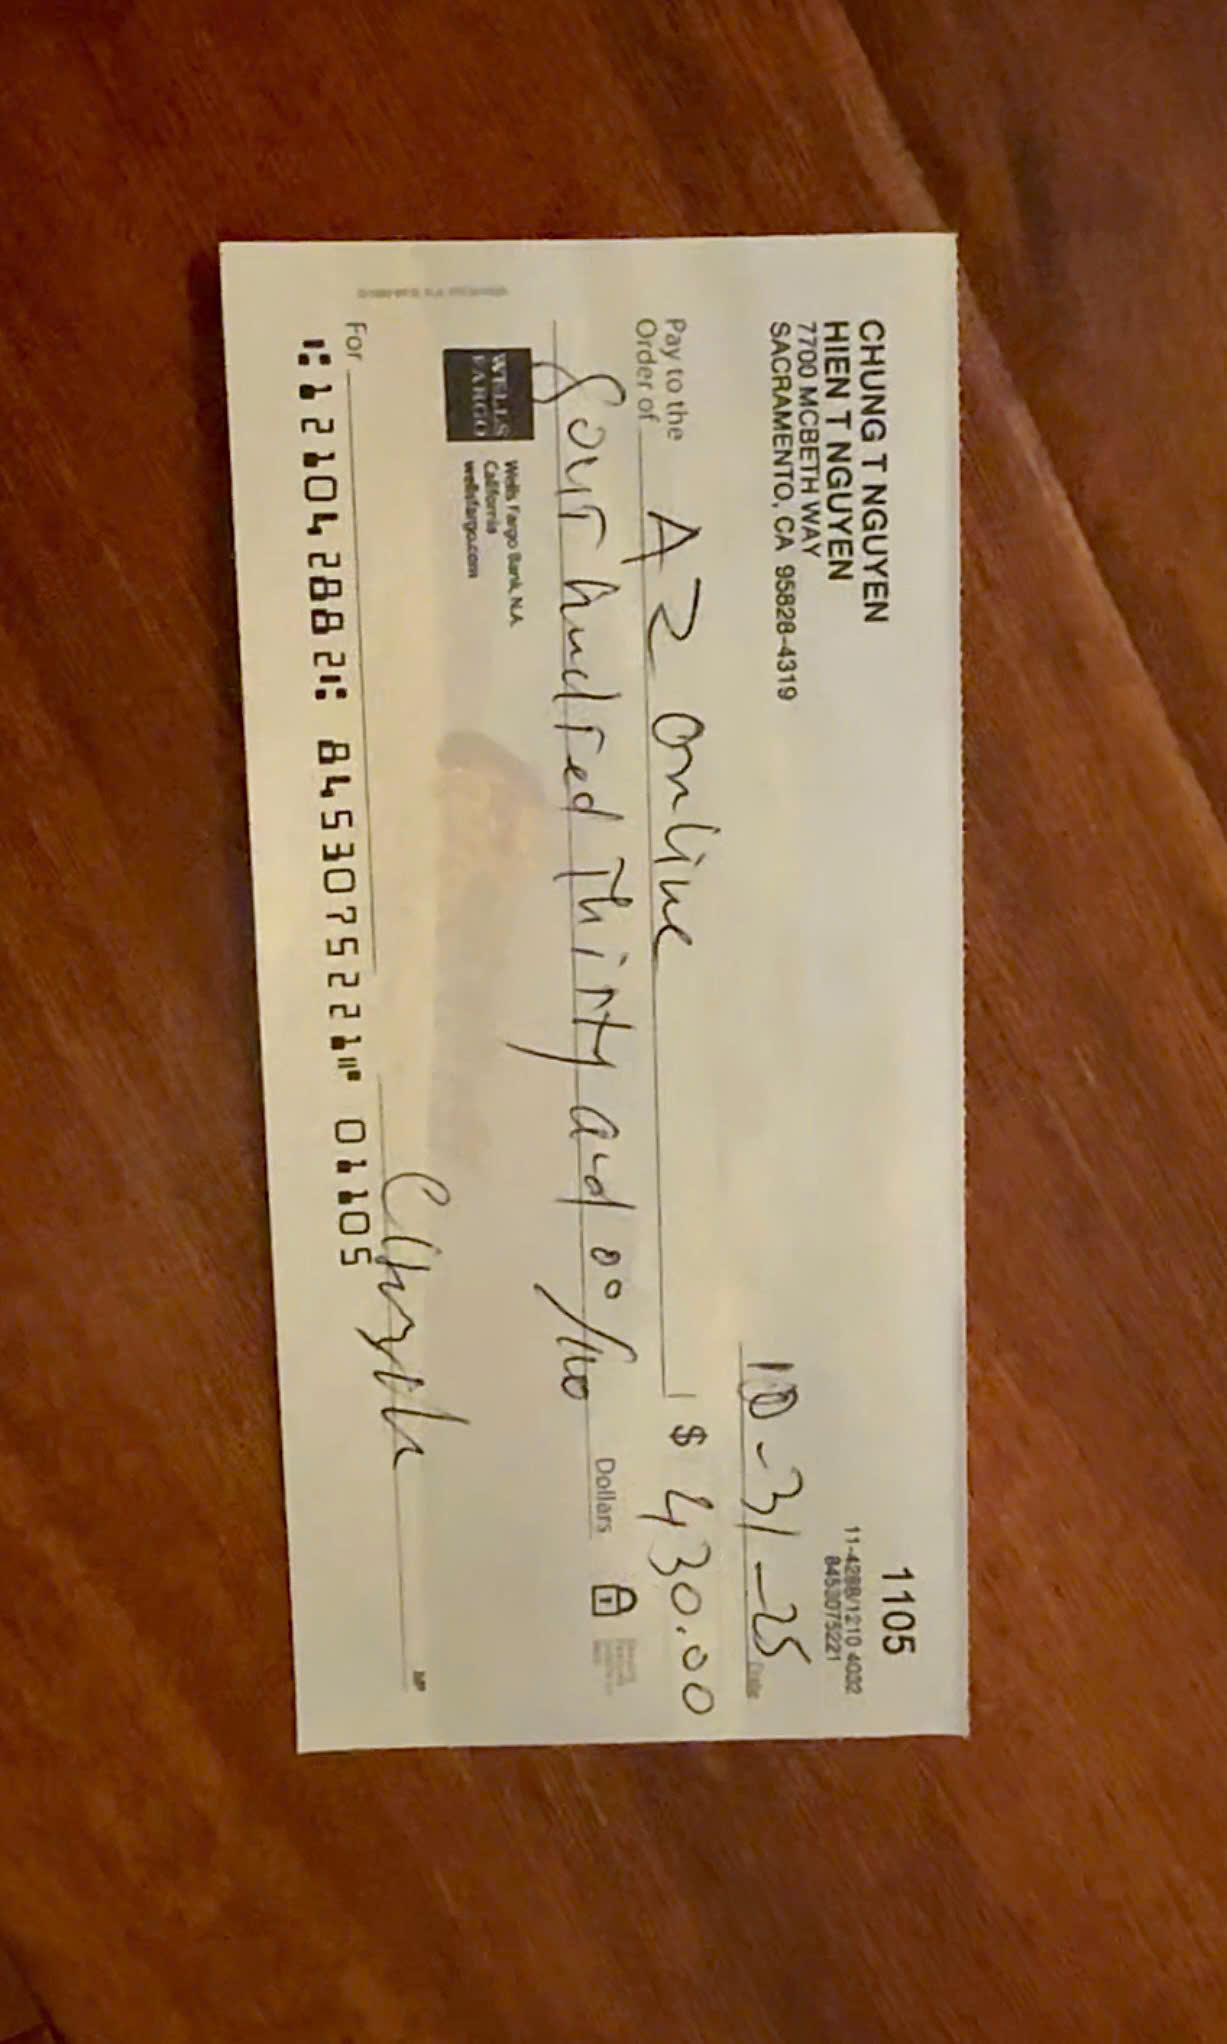 CHUNG T NGUYEN
HIEN T NGUYEN
7700 MCBETH WAY
SACRAMENTO, CA 95828-4319
1105
11-4288/1210 4032
8453075221
10-31-25
Date
Pay to the
Order of
A Z online
$ 430.00
four hundred Thirty and 00/100
Dollars
WELLS
FARGO
Wells Fargo Bank, N.A.
California
wellsfargo.com
For
MP
⑆121042882⑆ 8453075221⑈ 01105